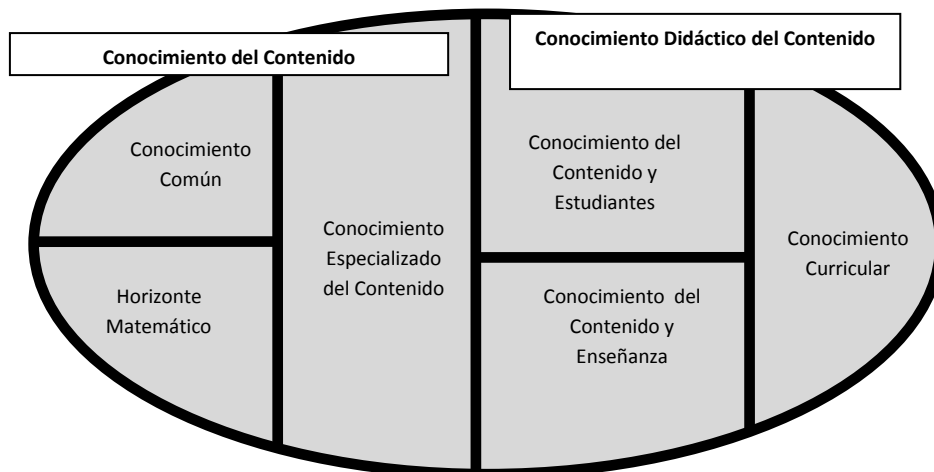 Conocimiento del Contenido
Conocimiento Didáctico del Contenido
Conocimiento
Común
Horizonte
Matemático
Conocimiento
Especializado
del Contenido
Conocimiento del
Contenido y
Estudiantes
Conocimiento del
Contenido y
Enseñanza
Conocimiento
Curricular